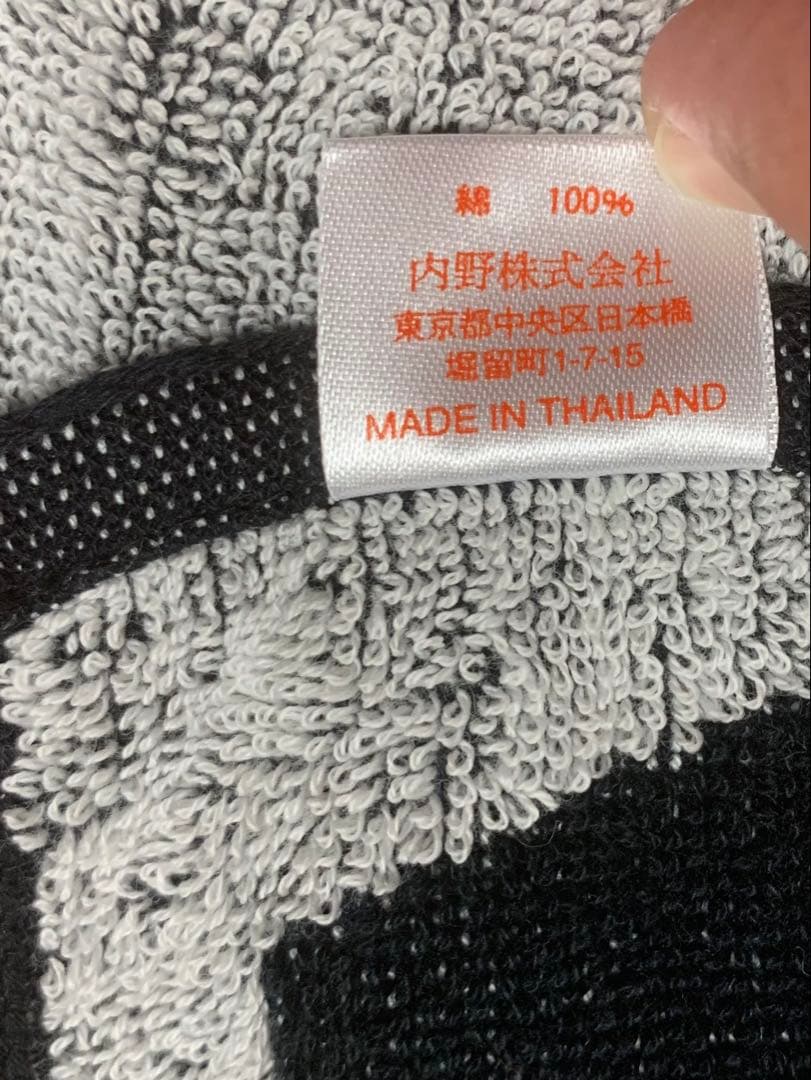 綿 100%
内野株式会社
東京都中央区日本橋
堀留町1-7-15
MADE IN THAILAND